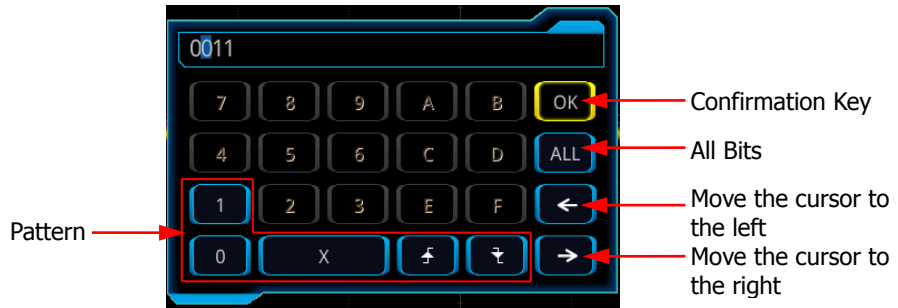 0011
7 8 9 A B OK
Confirmation Key
4 5 6 C D ALL
All Bits
1 2 3 E F ←
Move the cursor to
the left
Pattern
0 X →
Move the cursor to
the right